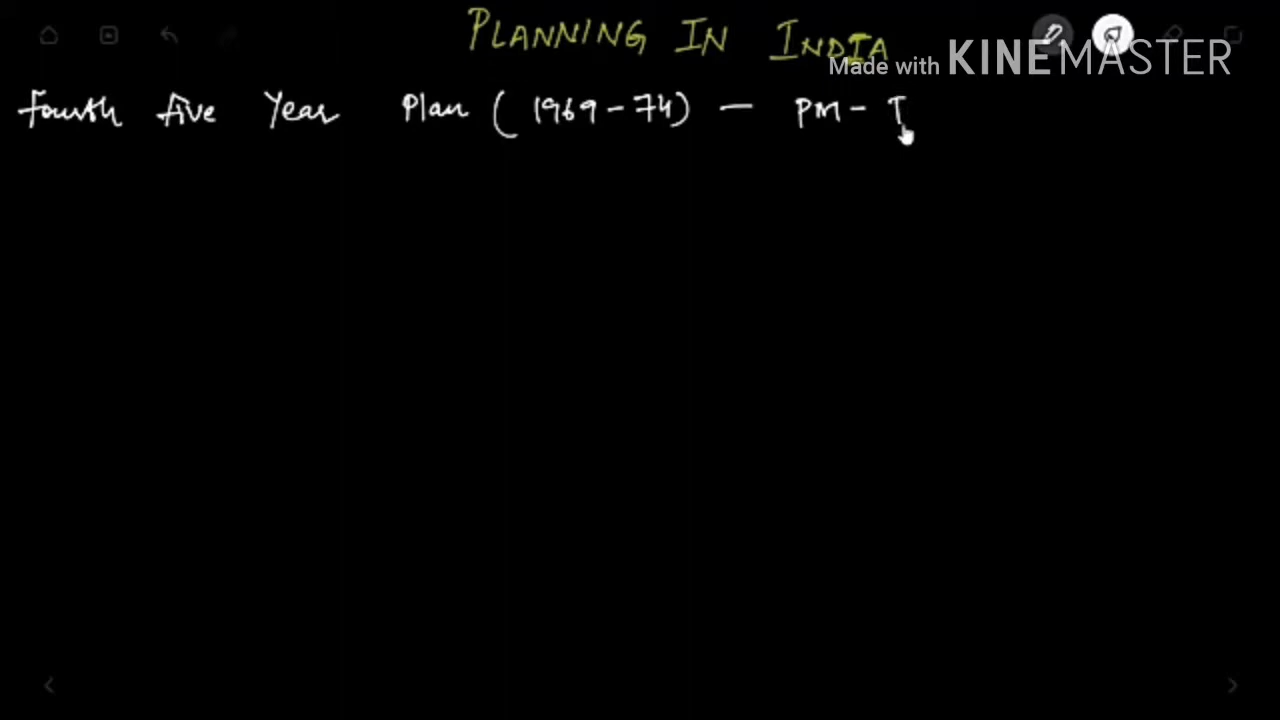 PLANNING IN INDIA
Made with KINEMASTER
Fourth five Year Plan (1969-74) — PM - I